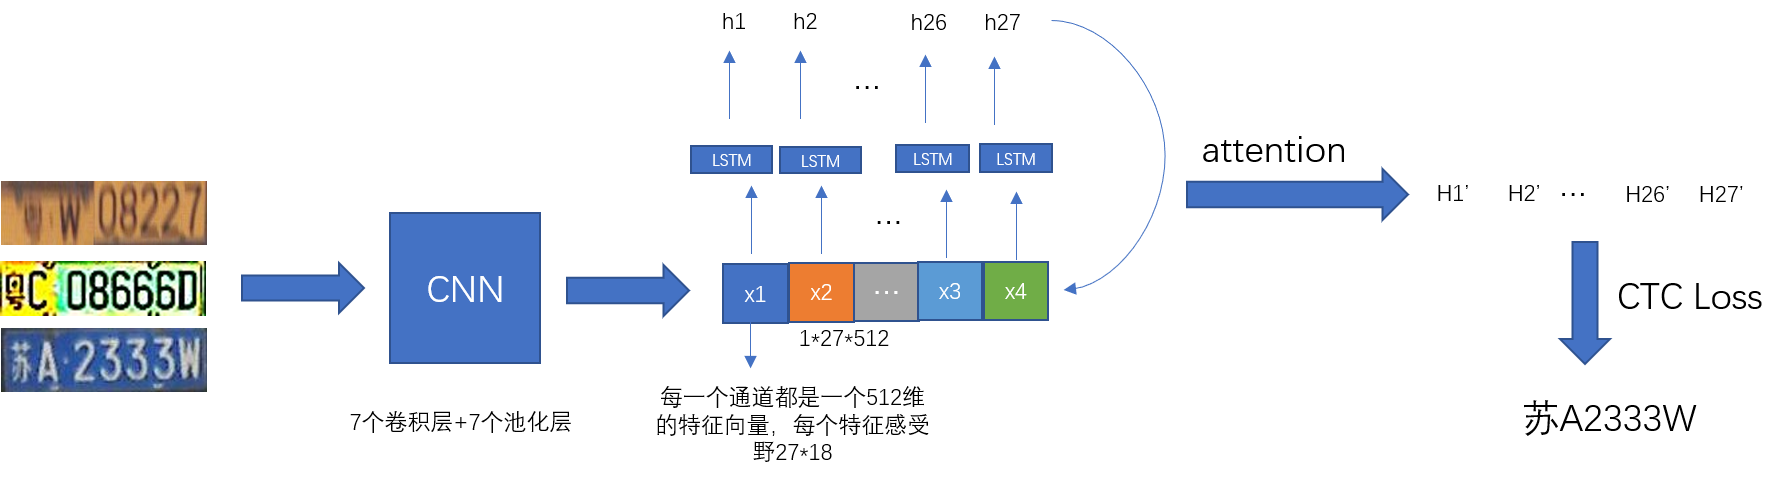 h1 h2 ... h26 h27
...
LSTM LSTM LSTM LSTM
...
attention
粤 W 08227
粤C 08666D
苏A·2333W
CNN
x1 x2 ... x3 x4
1*27*512
每一个通道都是一个512维
的特征向量，每个特征感受
野27*18
7个卷积层+7个池化层
H1’ H2’ ... H26’ H27’
CTC Loss
苏A2333W